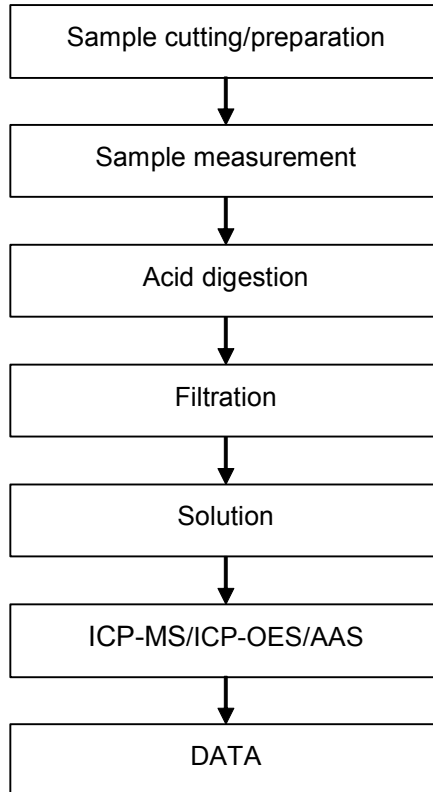 Sample cutting/preparation
Sample measurement
Acid digestion
Filtration
Solution
ICP-MS/ICP-OES/AAS
DATA